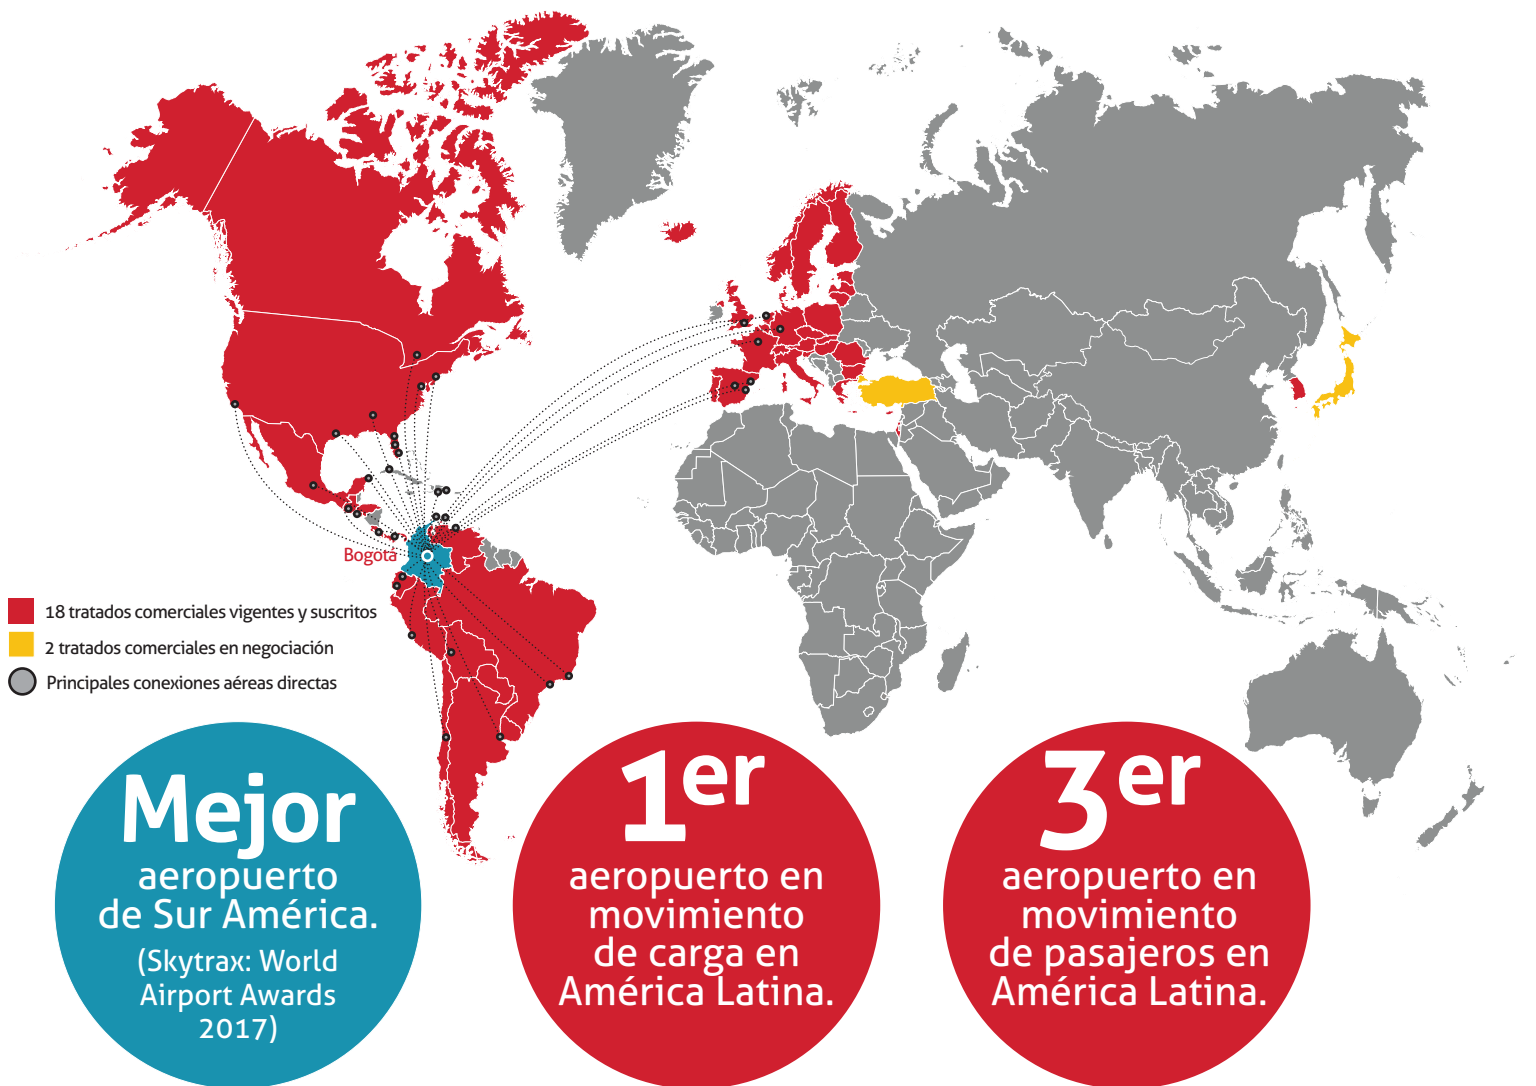 Bogotá
18 tratados comerciales vigentes y suscritos
2 tratados comerciales en negociación
Principales conexiones aéreas directas
Mejor
aeropuerto
de Sur América.
(Skytrax: World
Airport Awards
2017)
1er
aeropuerto en
movimiento
de carga en
América Latina.
3er
aeropuerto en
movimiento
de pasajeros en
América Latina.